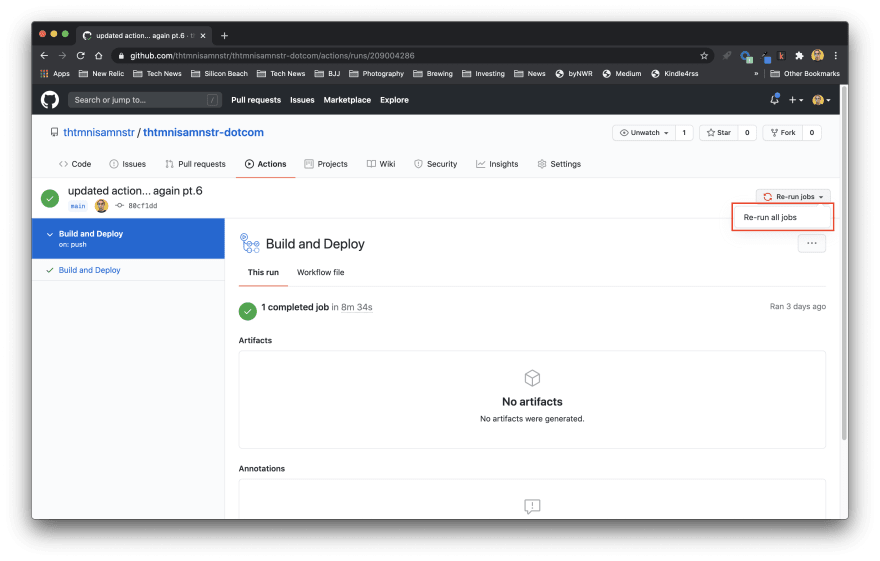 updated action... again pt.6 · t
github.com/thtmnisamnstr/thtmnisamnstr-dotcom/actions/runs/209004286
Apps New Relic Tech News Silicon Beach Tech News BJJ Photography Brewing Investing News byNWR Medium Kindle4rss » Other Bookmarks
Search or jump to... / Pull requests Issues Marketplace Explore
thtmnisamnstr / thtmnisamnstr-dotcom Unwatch 1 Star 0 Fork 0
Code Issues Pull requests Actions Projects Wiki Security Insights Settings
updated action... again pt.6
Re-run jobs
main 80cf1dd
Re-run all jobs
Build and Deploy
on: push
Build and Deploy
Build and Deploy
...
This run Workflow file
1 completed job in 8m 34s Ran 3 days ago
Artifacts
No artifacts
No artifacts were generated.
Annotations